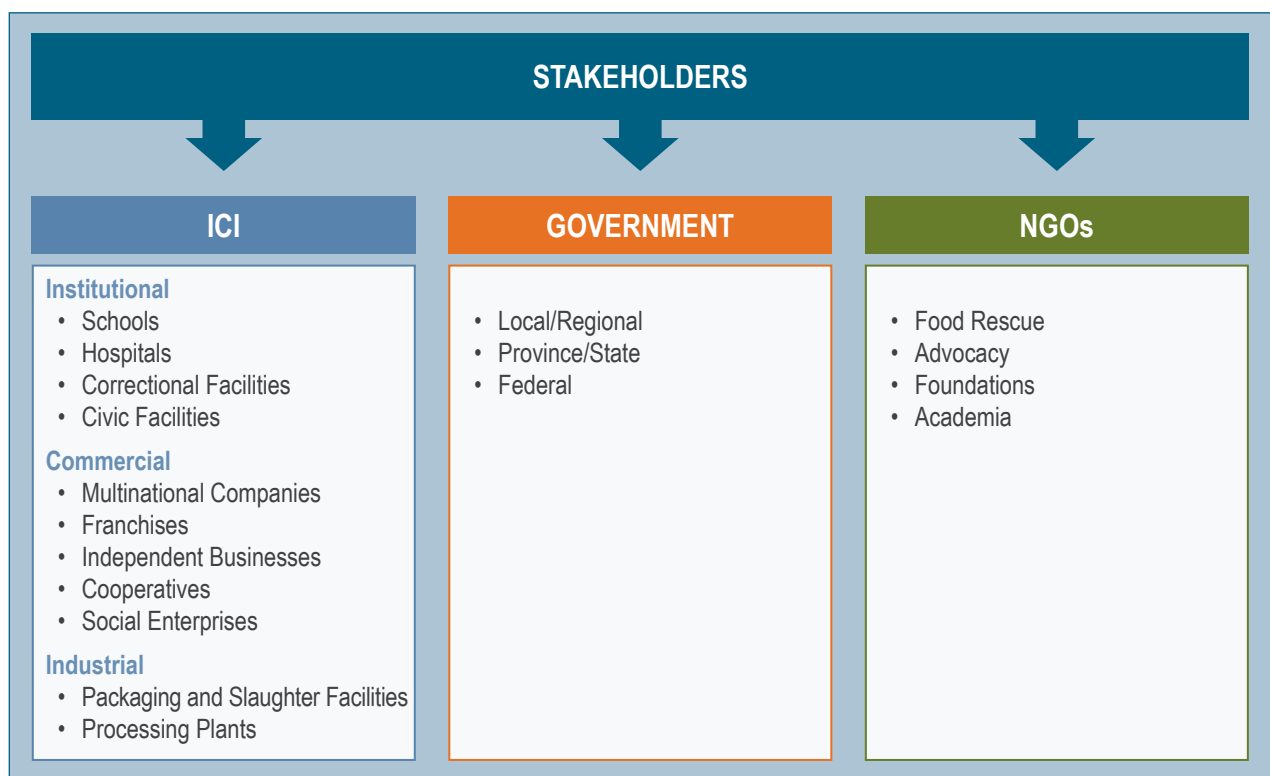 STAKEHOLDERS
ICI
Institutional
• Schools
• Hospitals
• Correctional Facilities
• Civic Facilities
Commercial
• Multinational Companies
• Franchises
• Independent Businesses
• Cooperatives
• Social Enterprises
Industrial
• Packaging and Slaughter Facilities
• Processing Plants
GOVERNMENT
• Local/Regional
• Province/State
• Federal
NGOs
• Food Rescue
• Advocacy
• Foundations
• Academia